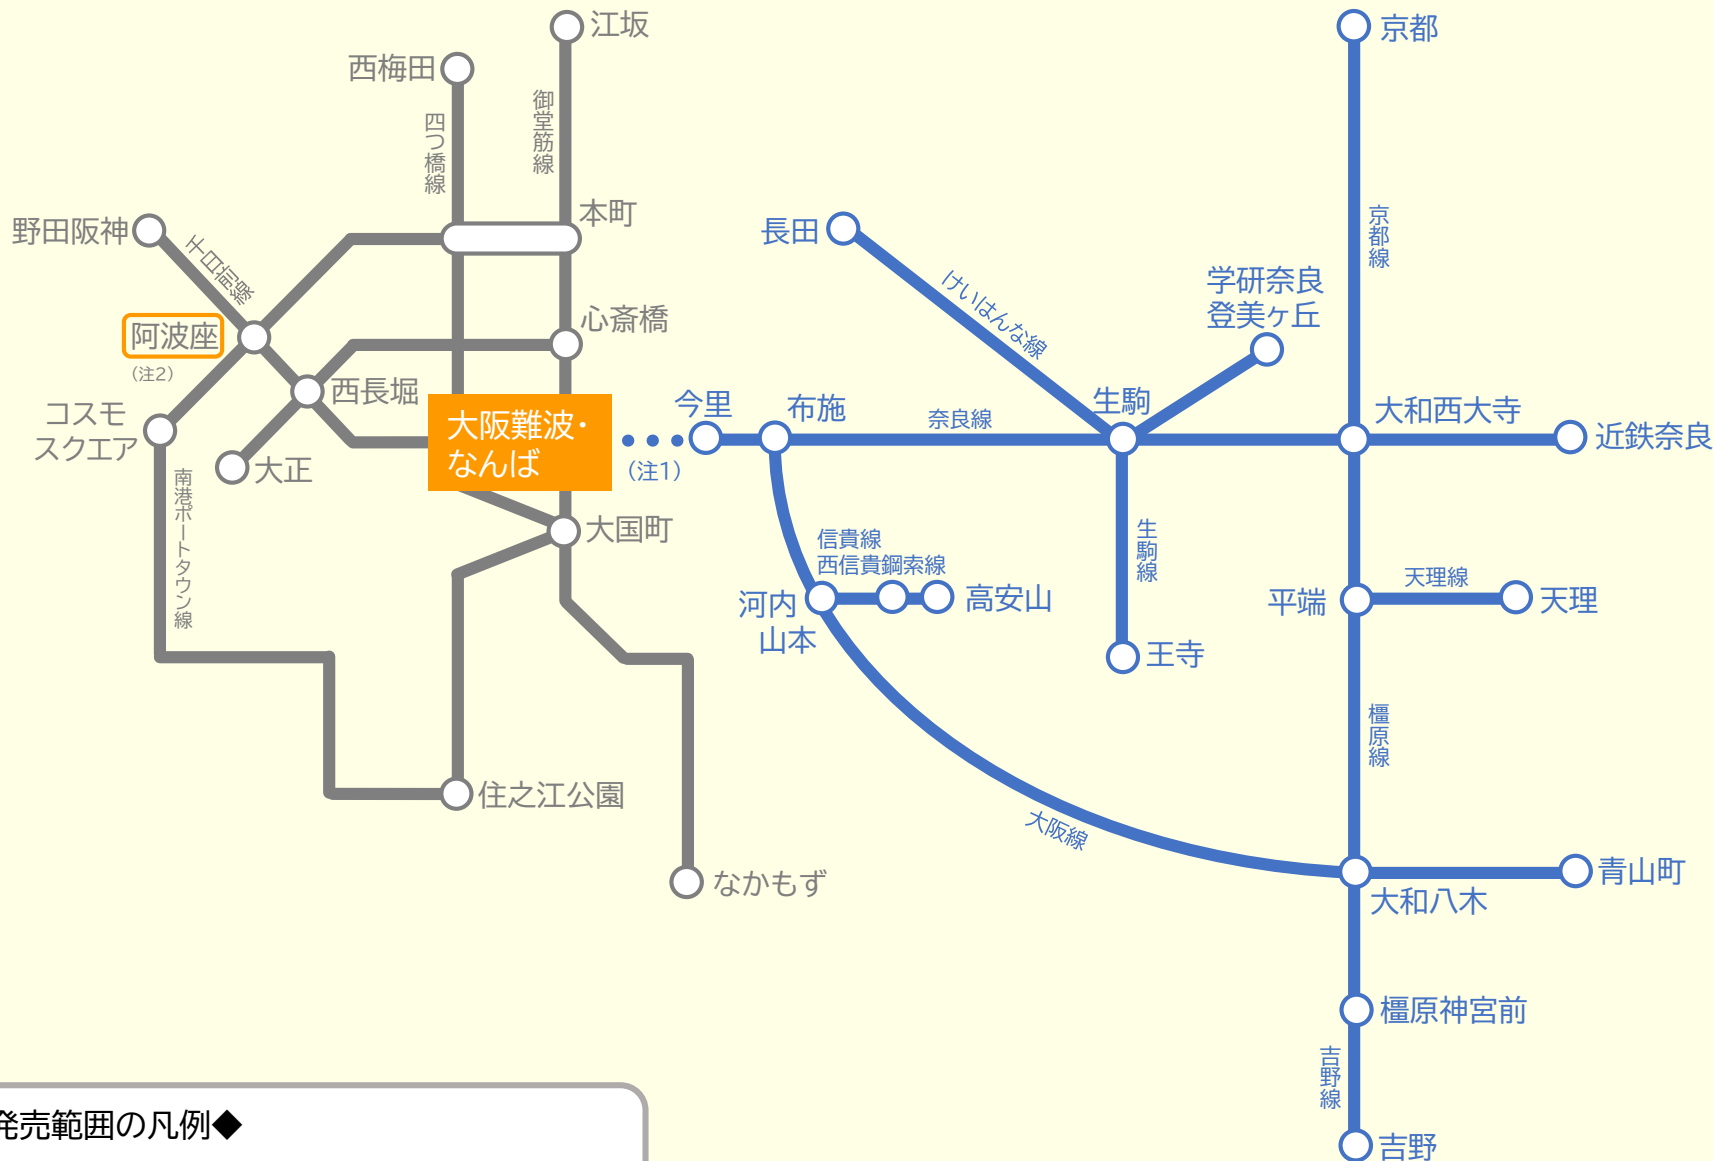 江坂
京都
西梅田
御堂筋線
四つ橋線
本町
野田阪神
千日前線
長田
京都線
けいはんな線
学研奈良
登美ヶ丘
心斎橋
阿波座
（注2）
西長堀
コスモ
スクエア
大正
大阪難波・
なんば
（注1）
今里
布施
奈良線
生駒
大和西大寺
近鉄奈良
南港ポートタウン線
大国町
信貴線
西信貴鋼索線
生駒線
河内
山本
高安山
平端
天理線
天理
王寺
橿原線
住之江公園
大阪線
なかもず
青山町
大和八木
橿原神宮前
吉野線
発売範囲の凡例◆
吉野